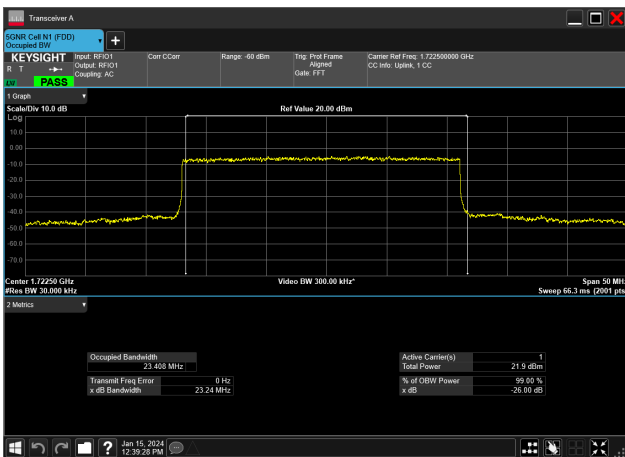 Transceiver A
5GNR Cell N1 (FDD)
Occupied BW
KEYSIGHT
R T
LV
PASS
Input: RFIO1
Output: RFIO1
Coupling: AC
Corr CCorr
Range: -60 dBm
Trig: Prot Frame
Aligned
Gate: FFT
Carrier Ref Freq: 1.722500000 GHz
CC Info: Uplink, 1 CC
1 Graph
Scale/Div 10.0 dB
Ref Value 20.00 dBm
Log
10.0
0.00
-10.0
-20.0
-30.0
-40.0
-50.0
-60.0
-70.0
Center 1.72250 GHz
Video BW 300.00 kHz*
Span 50 MHz
#Res BW 30.000 kHz
Sweep 66.3 ms (2001 pts
2 Metrics
Occupied Bandwidth
23.408 MHz
Transmit Freq Error 0 Hz
x dB Bandwidth 23.24 MHz
Active Carrier(s) 1
Total Power 21.9 dBm
% of OBW Power 99.00 %
x dB -26.00 dB
?
Jan 15, 2024
12:39:28 PM